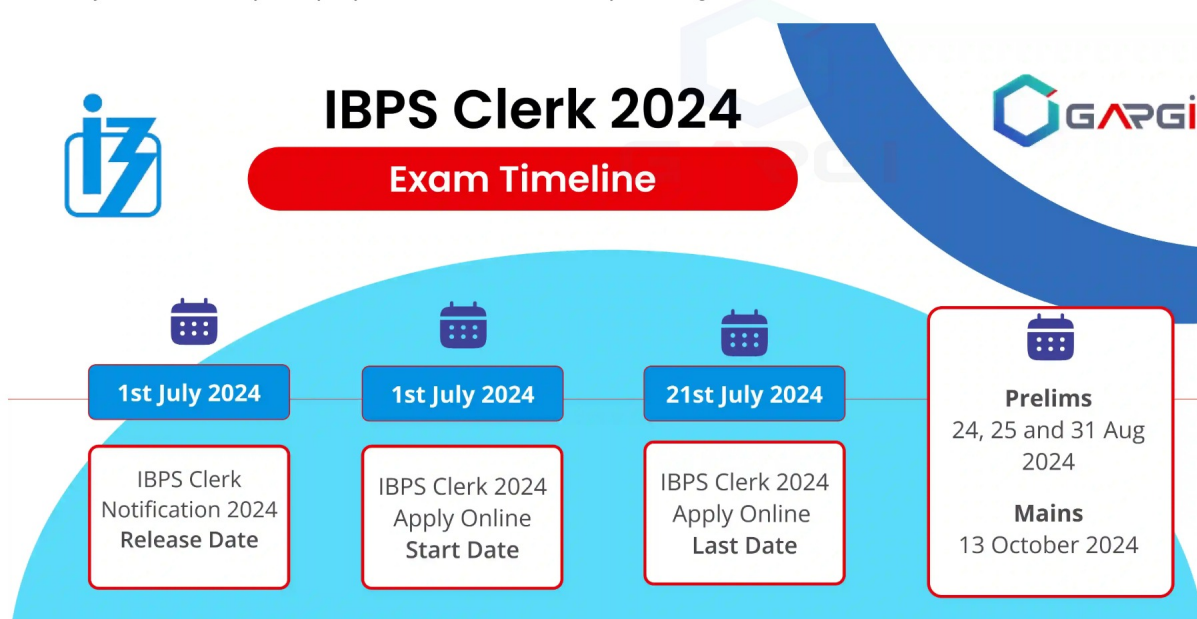 IBPS Clerk 2024
GARGI
Exam Timeline
1st July 2024
IBPS Clerk
Notification 2024
Release Date
1st July 2024
IBPS Clerk 2024
Apply Online
Start Date
21st July 2024
IBPS Clerk 2024
Apply Online
Last Date
Prelims
24, 25 and 31 Aug
2024
Mains
13 October 2024